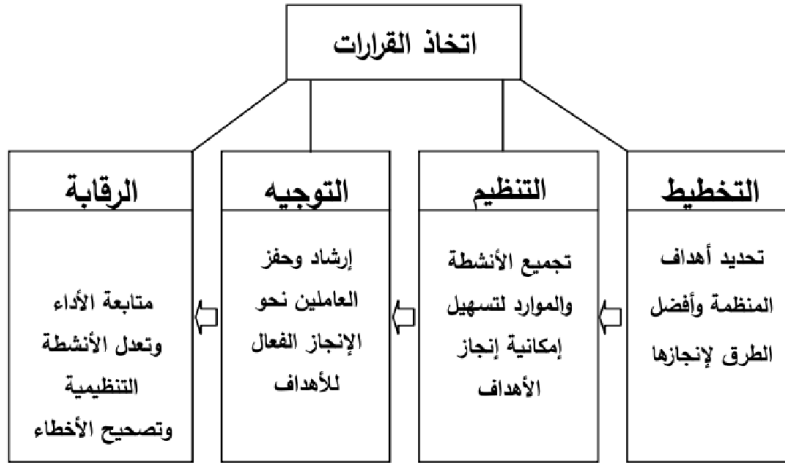 اتخاذ القرارات
التخطيط
تحديد أهداف
المنظمة وأفضل
الطرق لإنجازها
التنظيم
تجميع الأنشطة
والموارد لتسهيل
إمكانية إنجاز
الأهداف
التوجيه
إرشاد وحفز
العاملين نحو
الإنجاز الفعال
للأهداف
الرقابة
متابعة الأداء
وتعدل الأنشطة
التنظيمية
وتصحيح الأخطاء